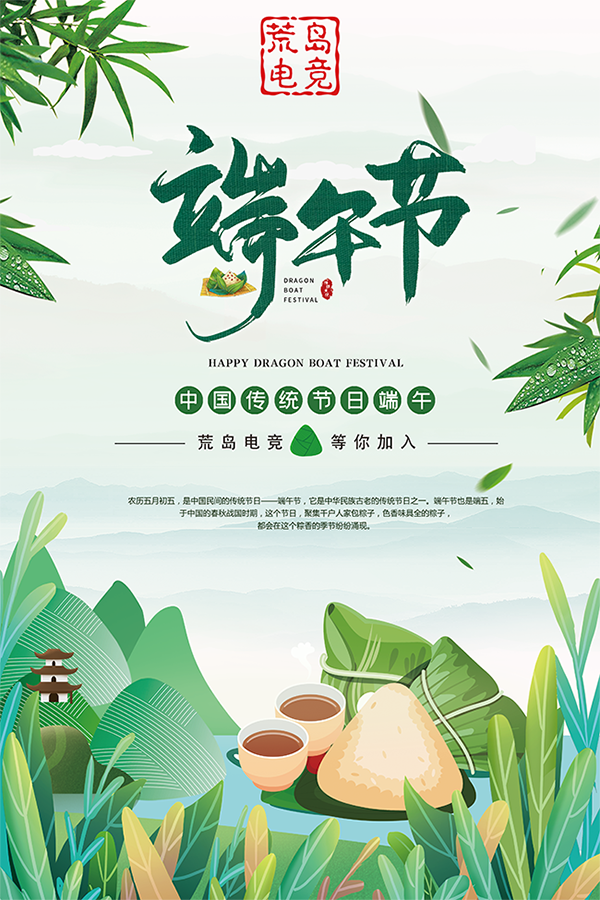 荒岛
电竞
端午节
DRAGON
BOAT
FESTIVAL
HAPPY DRAGON BOAT FESTIVAL
中国传统节日端午
荒岛电竞 等你加入
农历五月初五，是中国民间的传统节日——端午节，它是中华民族古老的传统节日之一。端午节也是端五，始
于中国的春秋战国时期，这个节日，聚集千户人家包粽子，色香味具全的粽子，
都会在这个粽香的季节纷纷涌现。